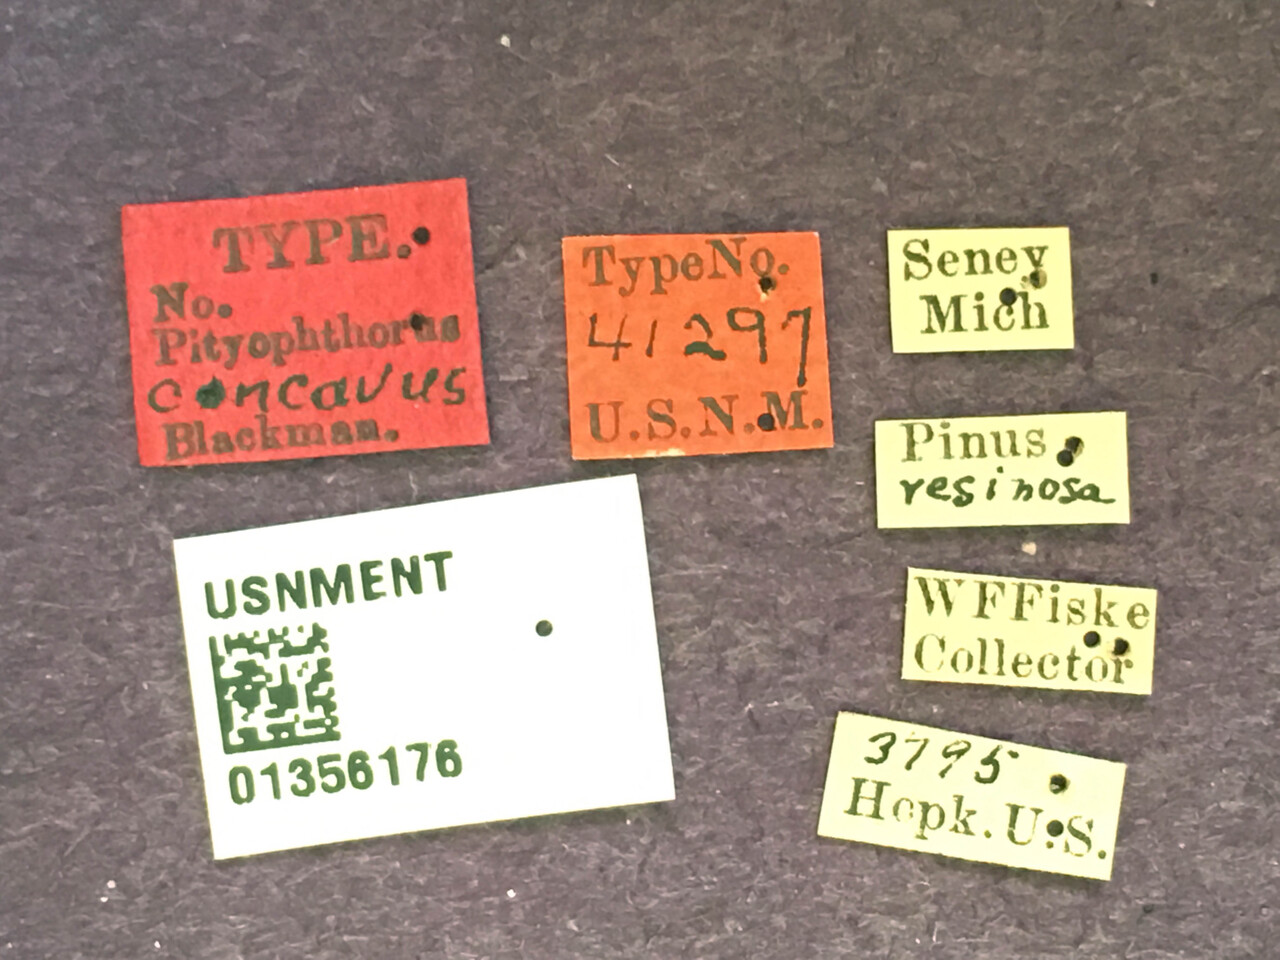 TYPE.
No.
Pityophthorus
concavus
Blackman.
TypeNo.
41297
U.S.N.M.
Seney
Mich
Pinus
resinosa
WFFiske
Collector
3795
Hopk. U.S.
USNMENT
01356176